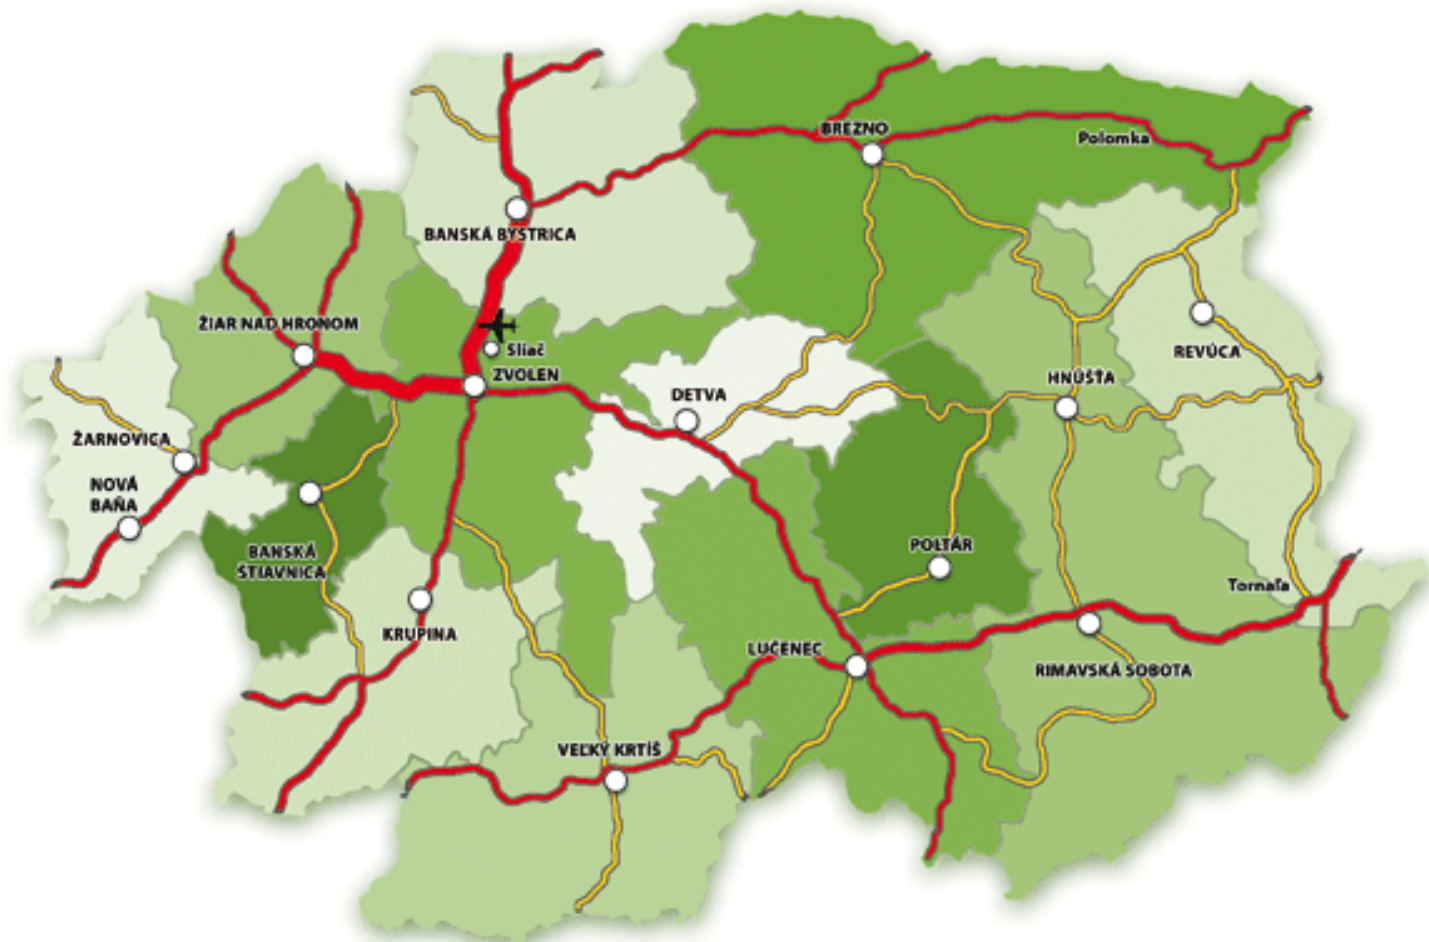 BREZNO
Polomka
BANSKÁ BYSTRICA
ŽIAR NAD HRONOM
Sliač
ZVOLEN
REVÚCA
HNÚŠŤA
DETVA
ŽARNOVICA
NOVÁ
BAŇA
BANSKÁ
ŠTIAVNICA
POLTÁR
Tornaľa
KRUPINA
LUČENEC
RIMAVSKÁ SOBOTA
VEĽKÝ KRTÍŠ